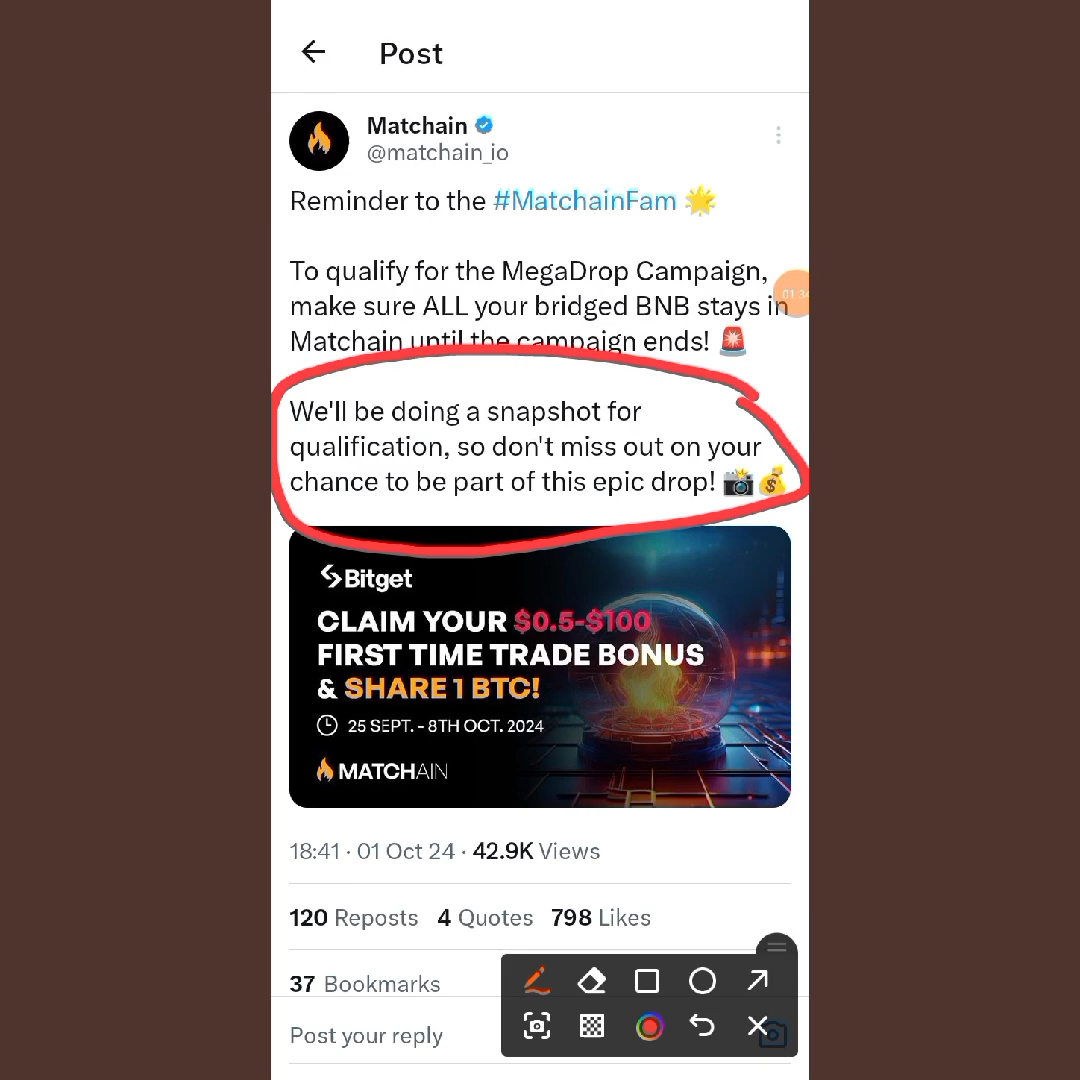 Post
Matchain
@matchain_io
Reminder to the #MatchainFam 🌟
To qualify for the MegaDrop Campaign,
make sure ALL your bridged BNB stays in
Matchain until the campaign ends! 🚨
We'll be doing a snapshot for
qualification, so don't miss out on your
chance to be part of this epic drop! 📸💰
Bitget
CLAIM YOUR $0.5-$100
FIRST TIME TRADE BONUS
& SHARE 1 BTC!
25 SEPT. - 8TH OCT. 2024
MATCHAIN
18:41 · 01 Oct 24 · 42.9K Views
120 Reposts 4 Quotes 798 Likes
37 Bookmarks
Post your reply